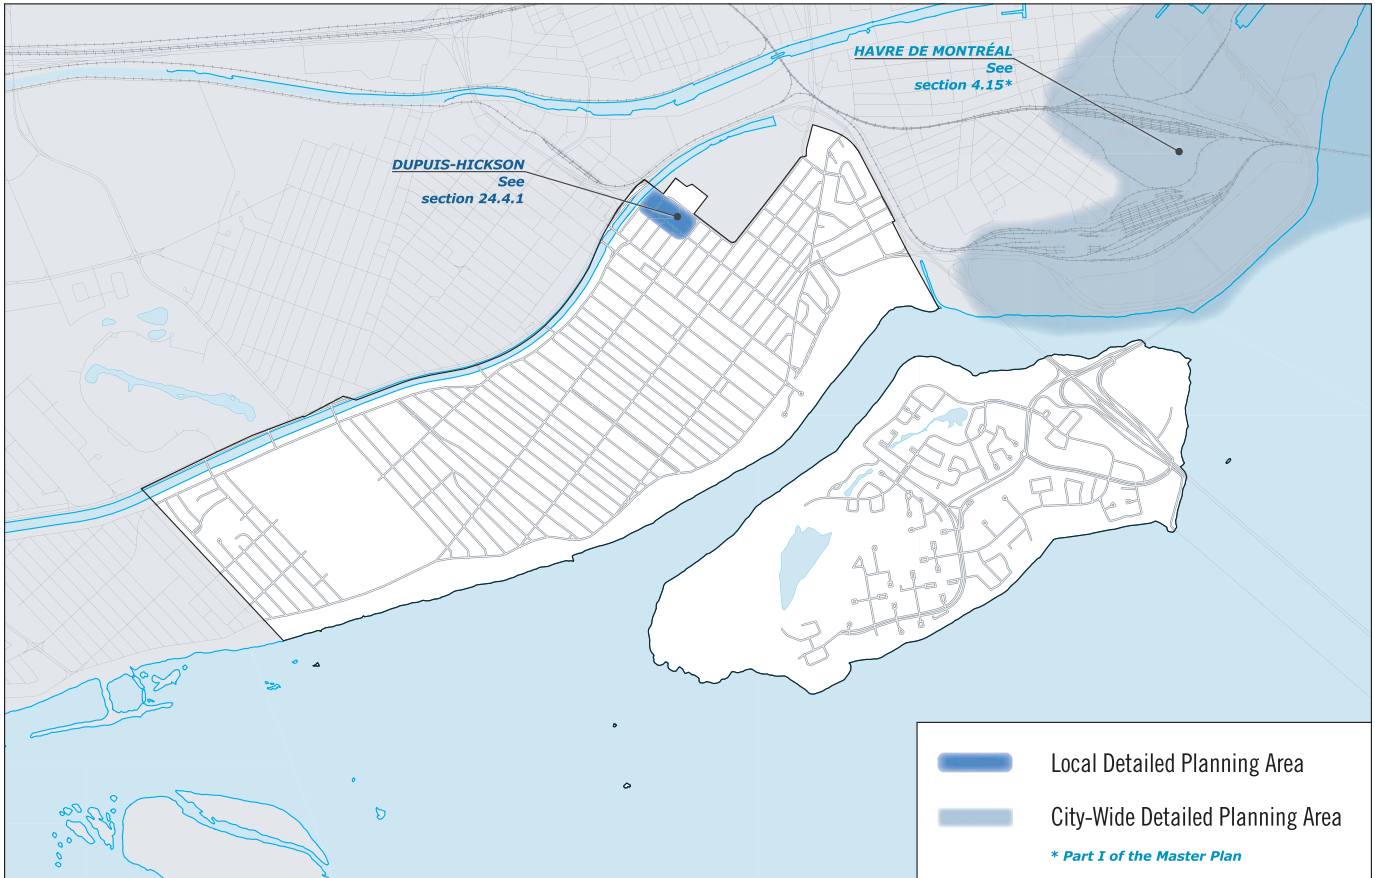 HAVRE DE MONTRÉAL
See
section 4.15*
DUPUIS-HICKSON
See
section 24.4.1
Local Detailed Planning Area
City-Wide Detailed Planning Area
* Part I of the Master Plan